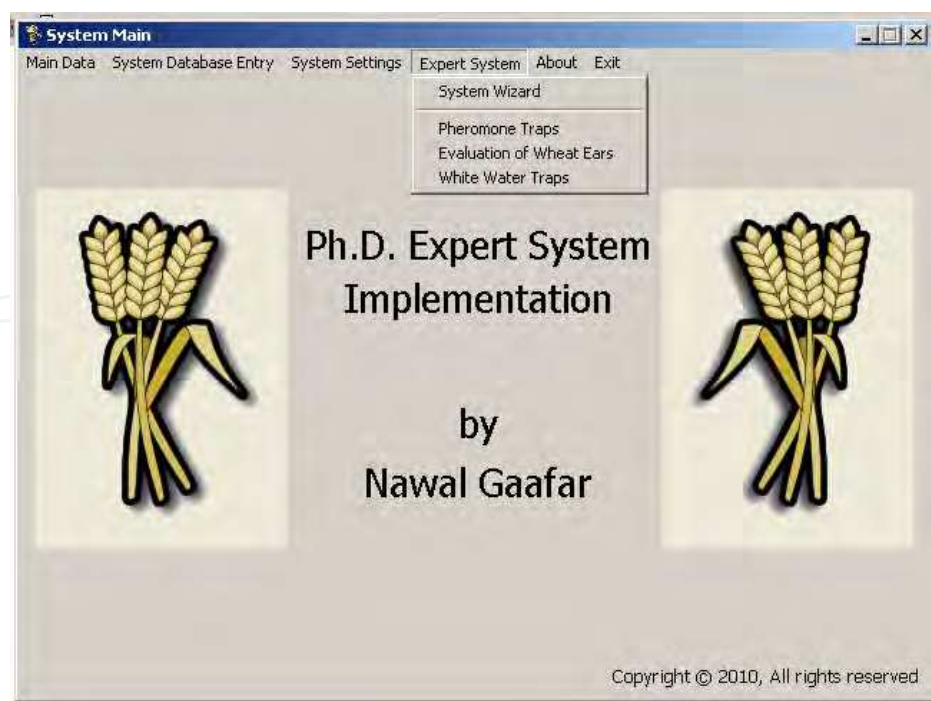 System Main
Main Data System Database Entry System Settings Expert System About Exit
System Wizard
Pheromone Traps
Evaluation of Wheat Ears
White Water Traps
Ph.D. Expert System
Implementation
by
Nawal Gaafar
Copyright © 2010, All rights reserved